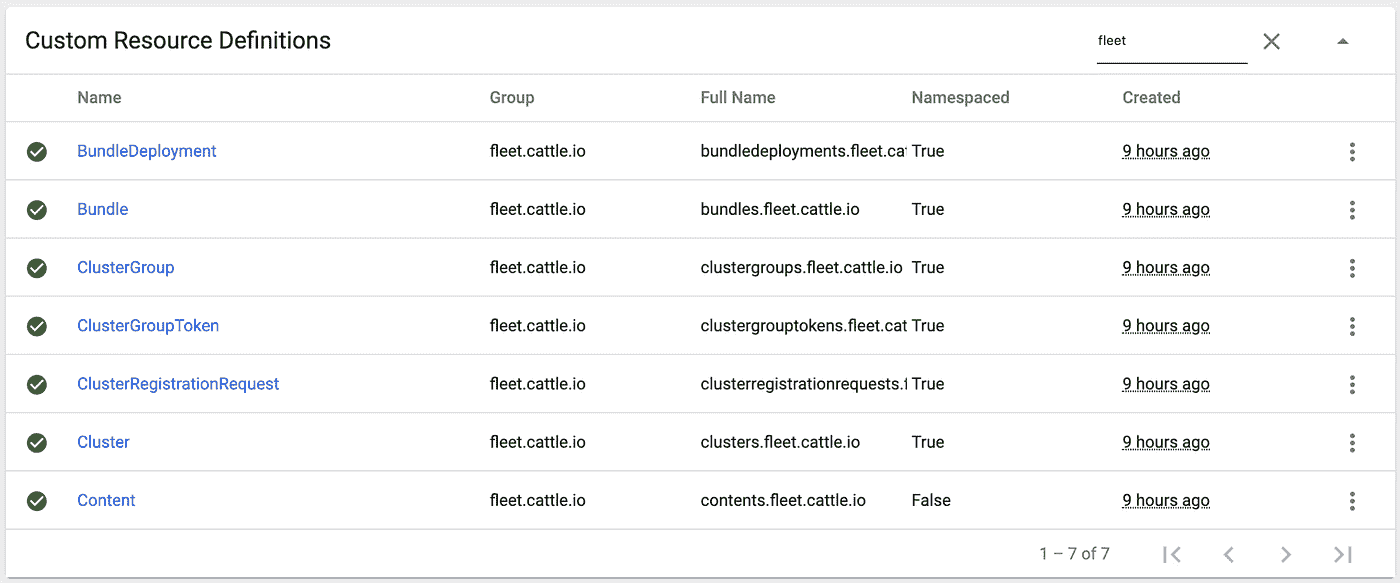 Custom Resource Definitions fleet
Name Group Full Name Namespaced Created
BundleDeployment fleet.cattle.io bundledeployments.fleet.ca True 9 hours ago
Bundle fleet.cattle.io bundles.fleet.cattle.io True 9 hours ago
ClusterGroup fleet.cattle.io clustergroups.fleet.cattle.io True 9 hours ago
ClusterGroupToken fleet.cattle.io clustergrouptokens.fleet.cat True 9 hours ago
ClusterRegistrationRequest fleet.cattle.io clusterregistrationrequests. True 9 hours ago
Cluster fleet.cattle.io clusters.fleet.cattle.io True 9 hours ago
Content fleet.cattle.io contents.fleet.cattle.io False 9 hours ago
1 – 7 of 7